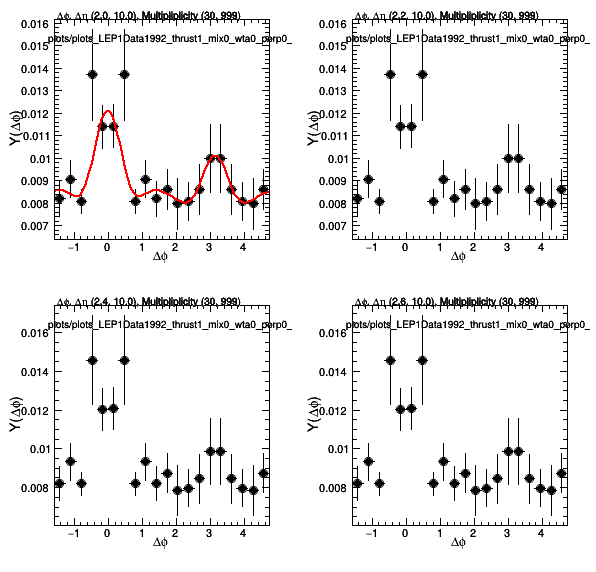 Δφ, Δη (2.0, 10.0), Multipliplicity (30, 999)
plots/plots_LEP1Data1992_thrust1_mix0_wta0_perp0_
Y(Δφ)
0.016
0.015
0.014
0.013
0.012
0.011
0.01
0.009
0.008
0.007
−1 0 1 2 3 4
Δφ
Δφ, Δη (2.2, 10.0), Multipliplicity (30, 999)
plots/plots_LEP1Data1992_thrust1_mix0_wta0_perp0_
Y(Δφ)
0.016
0.015
0.014
0.013
0.012
0.011
0.01
0.009
0.008
0.007
−1 0 1 2 3 4
Δφ
Δφ, Δη (2.4, 10.0), Multipliplicity (30, 999)
plots/plots_LEP1Data1992_thrust1_mix0_wta0_perp0_
Y(Δφ)
0.016
0.014
0.012
0.01
0.008
−1 0 1 2 3 4
Δφ
Δφ, Δη (2.6, 10.0), Multipliplicity (30, 999)
plots/plots_LEP1Data1992_thrust1_mix0_wta0_perp0_
Y(Δφ)
0.016
0.014
0.012
0.01
0.008
−1 0 1 2 3 4
Δφ